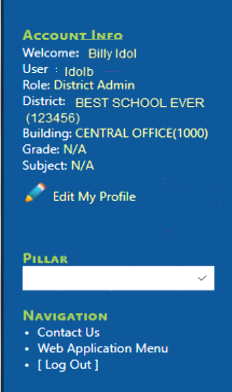 Account Info
Welcome: Billy Idol
User : Idolb
Role: District Admin
District: BEST SCHOOL EVER
(123456)
Building: CENTRAL OFFICE(1000)
Grade: N/A
Subject: N/A
Edit My Profile
Pillar
Navigation
• Contact Us
• Web Application Menu
• [ Log Out ]